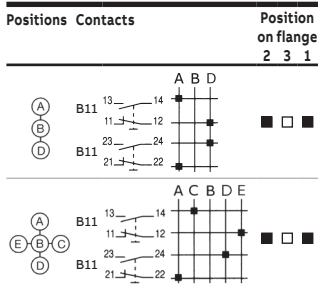 Positions Contacts Position on flange
2 3 1
A B D
A
B
D
B11 13 14
11 12
B11 23 24
21 22
A C B D E
A
E B C
D
B11 13 14
11 12
B11 23 24
21 22